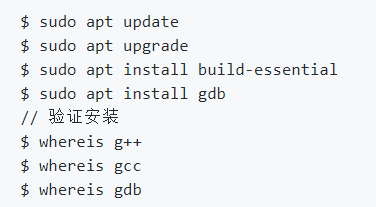 $ sudo apt update
$ sudo apt upgrade
$ sudo apt install build-essential
$ sudo apt install gdb
// 验证安装
$ whereis g++
$ whereis gcc
$ whereis gdb